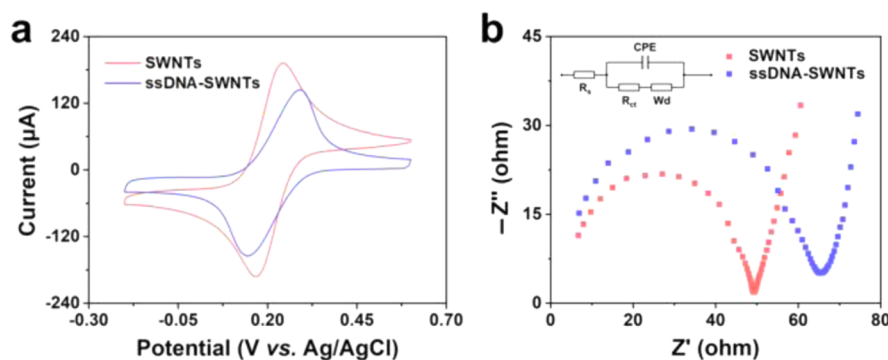 a
SWNTs
ssDNA-SWNTs
240
120
0
-120
-240
Current (µA)
-0.30
-0.05
0.20
0.45
0.70
Potential (V vs. Ag/AgCl)
b
CPE
Rs
Rct
Wd
SWNTs
ssDNA-SWNTs
45
30
15
0
−Z" (ohm)
0
20
40
60
80
Z' (ohm)